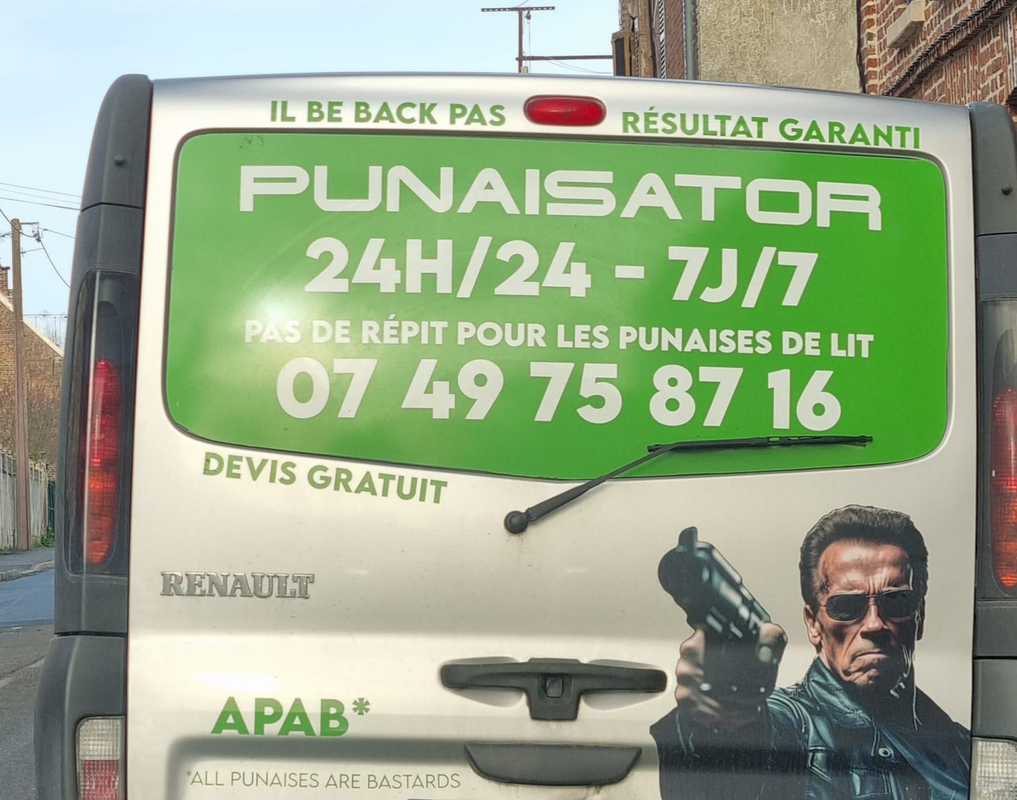 IL BE BACK PAS
RÉSULTAT GARANTI
PUNAISATOR
24H/24 - 7J/7
PAS DE RÉPIT POUR LES PUNAISES DE LIT
07 49 75 87 16
DEVIS GRATUIT
RENAULT
APAB*
*ALL PUNAISES ARE BASTARDS